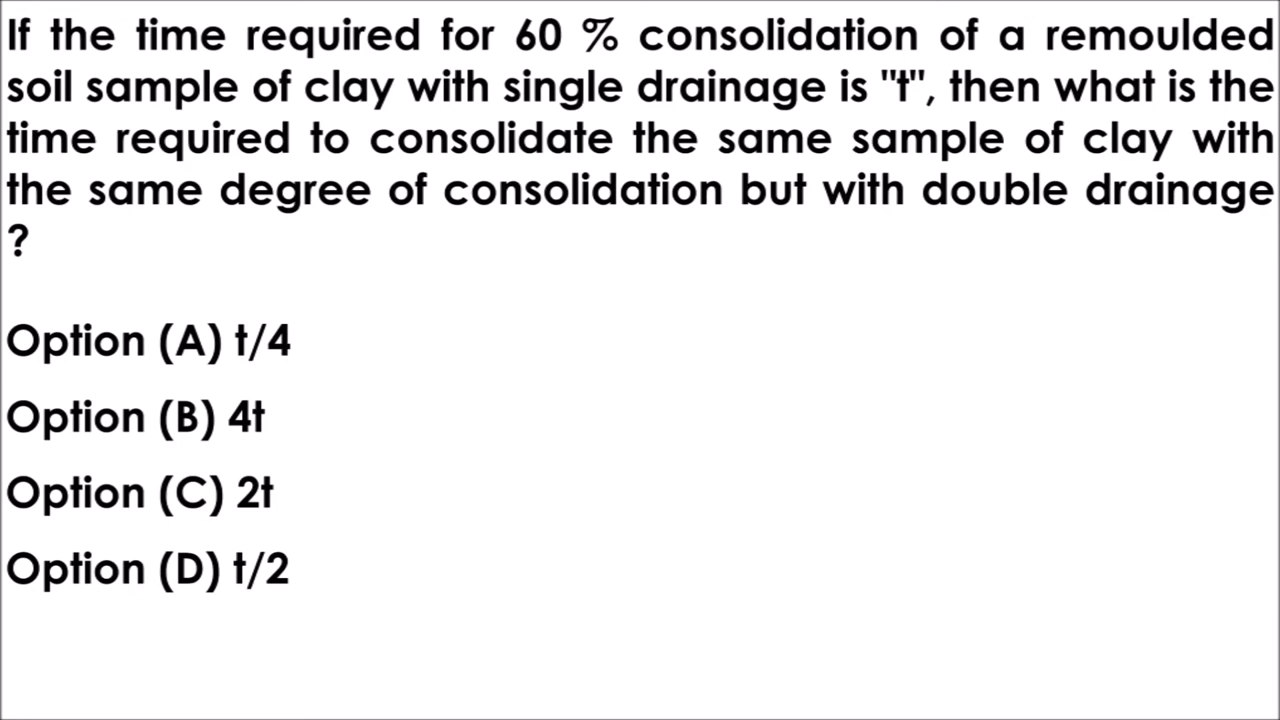 If the time required for 60 % consolidation of a remoulded
soil sample of clay with single drainage is "t", then what is the
time required to consolidate the same sample of clay with
the same degree of consolidation but with double drainage
?
Option (A) t/4
Option (B) 4t
Option (C) 2t
Option (D) t/2